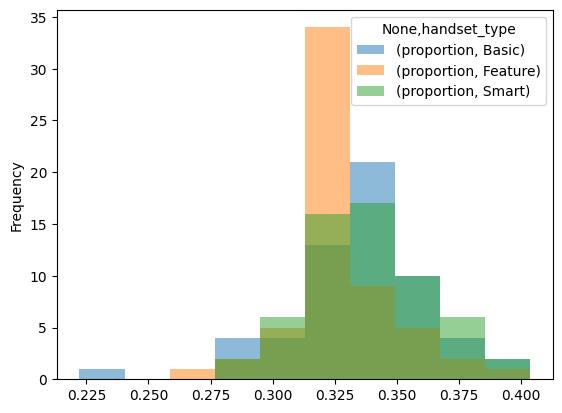 None,handset_type
(proportion, Basic)
(proportion, Feature)
(proportion, Smart)
Frequency
35
30
25
20
15
10
5
0
0.225 0.250 0.275 0.300 0.325 0.350 0.375 0.400